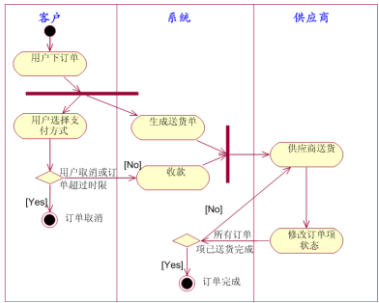 客户
系统
供应商
用户下订单
用户选择支
付方式
生成送货单
供应商送货
用户取消或订
单超过时限
[No]
收款
[Yes]
订单取消
[No]
所有订单
项已送货完成
修改订单项
状态
[Yes]
订单完成